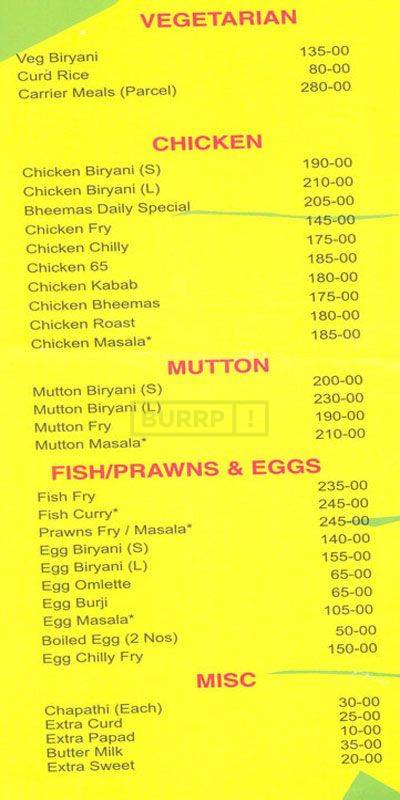 VEGETARIAN
Veg Biryani 135-00
Curd Rice 80-00
Carrier Meals (Parcel) 280-00
CHICKEN
Chicken Biryani (S) 190-00
Chicken Biryani (L) 210-00
Bheemas Daily Special 205-00
Chicken Fry 145-00
Chicken Chilly 175-00
Chicken 65 185-00
Chicken Kabab 180-00
Chicken Bheemas 175-00
Chicken Roast 180-00
Chicken Masala* 185-00
MUTTON
Mutton Biryani (S) 200-00
Mutton Biryani (L) 230-00
Mutton Fry 190-00
Mutton Masala* 210-00
BURRP !
FISH/PRAWNS & EGGS
Fish Fry 235-00
Fish Curry* 245-00
Prawns Fry / Masala* 245-00
Egg Biryani (S) 140-00
Egg Biryani (L) 155-00
Egg Omlette 65-00
Egg Burji 65-00
Egg Masala* 105-00
Boiled Egg (2 Nos) 50-00
Egg Chilly Fry 150-00
MISC
Chapathi (Each) 30-00
Extra Curd 25-00
Extra Papad 10-00
Butter Milk 35-00
Extra Sweet 20-00